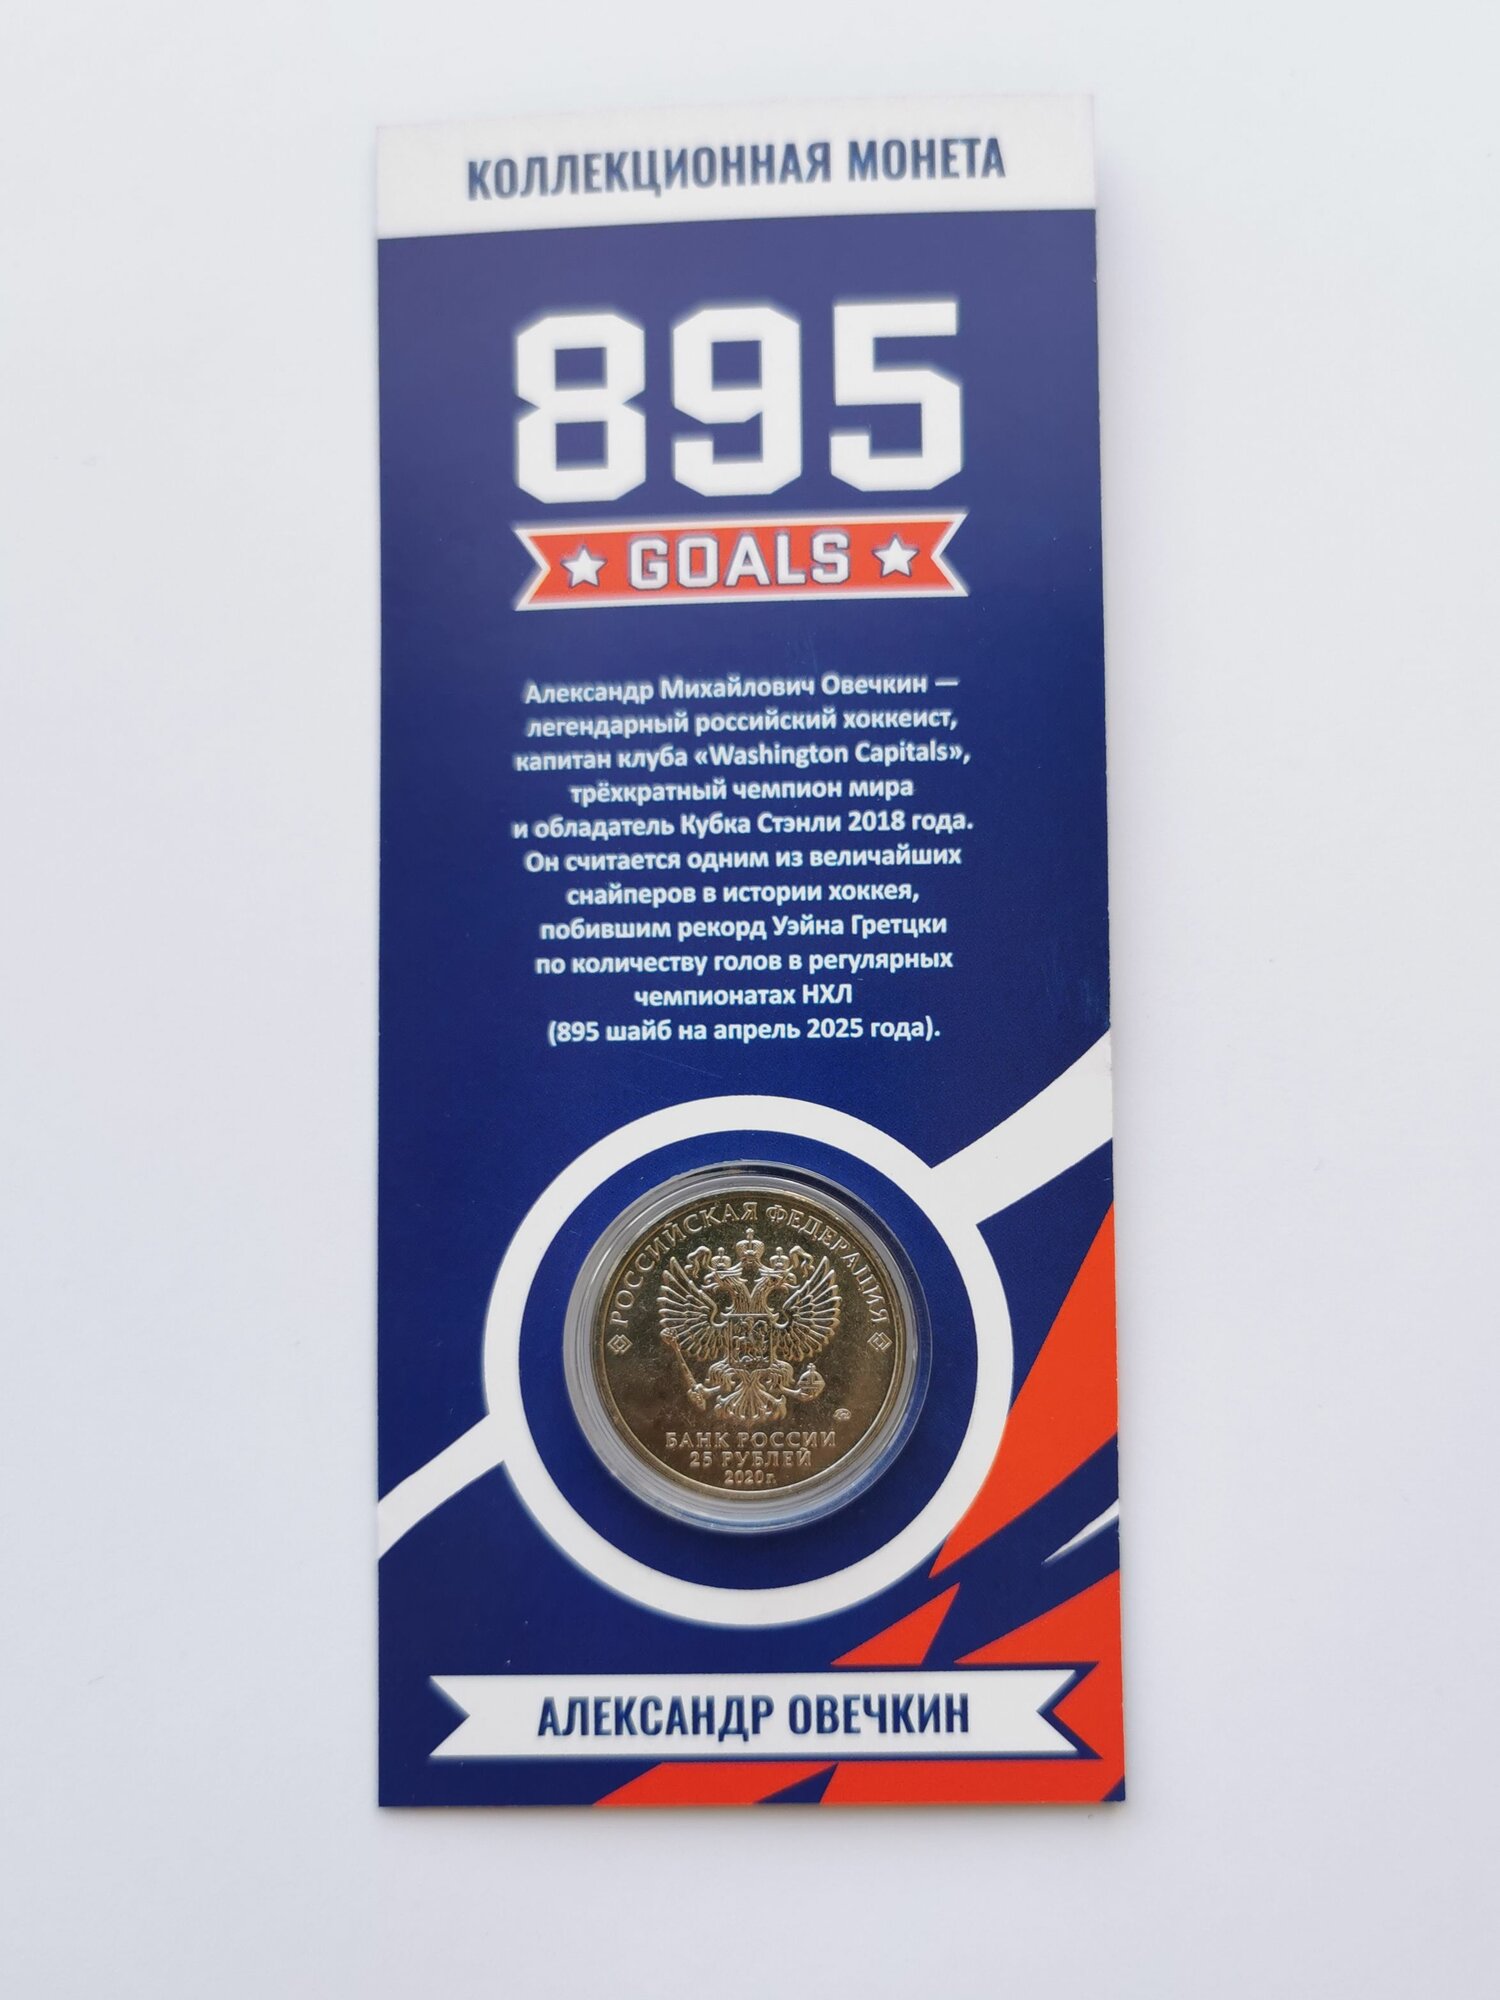 КОЛЛЕКЦИОННАЯ МОНЕТА
895
GOALS
Александр Михайлович Овечкин —
легендарный российский хоккеист,
капитан клуба «Washington Capitals»,
трёхкратный чемпион мира
и обладатель Кубка Стэнли 2018 года.
Он считается одним из величайших
снайперов в истории хоккея,
побившим рекорд Уэйна Гретцки
по количеству голов в регулярных
чемпионатах НХЛ
(895 шайб на апрель 2025 года).
РОССИЙСКАЯ ФЕДЕРАЦИЯ
БАНК РОССИИ
25 РУБЛЕЙ
2020 г.
АЛЕКСАНДР ОВЕЧКИН